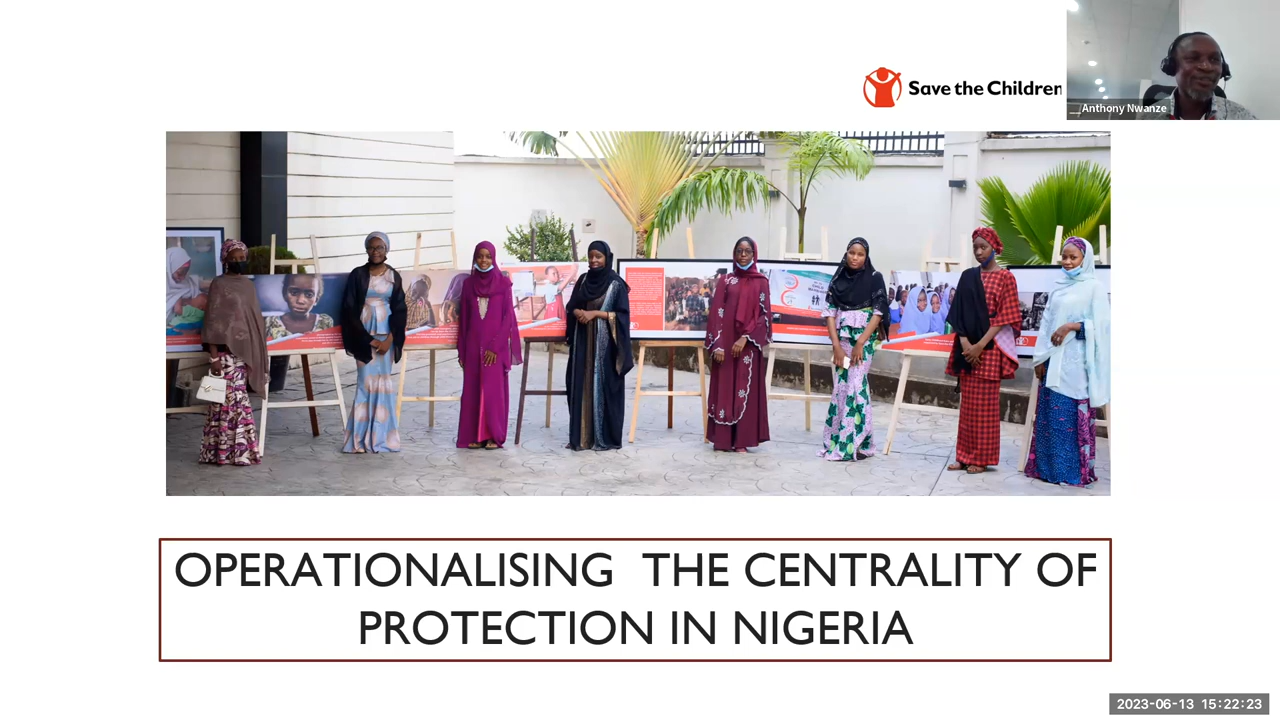 Save the Children
Anthony Nwanze
OPERATIONALISING THE CENTRALITY OF
PROTECTION IN NIGERIA
2023-06-13 15:22:23